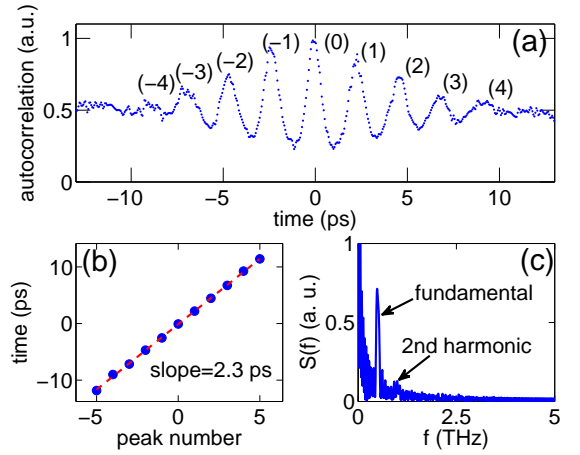 (a)
autocorrelation (a.u.)
1
0.5
0
(−4)
(−3)
(−2)
(−1)
(0)
(1)
(2)
(3)
(4)
−10
−5
0
5
10
time (ps)
(b)
time (ps)
10
0
−10
slope=2.3 ps
−5
0
5
peak number
(c)
S(f) (a. u.)
1
0.5
0
fundamental
2nd harmonic
0
2.5
5
f (THz)